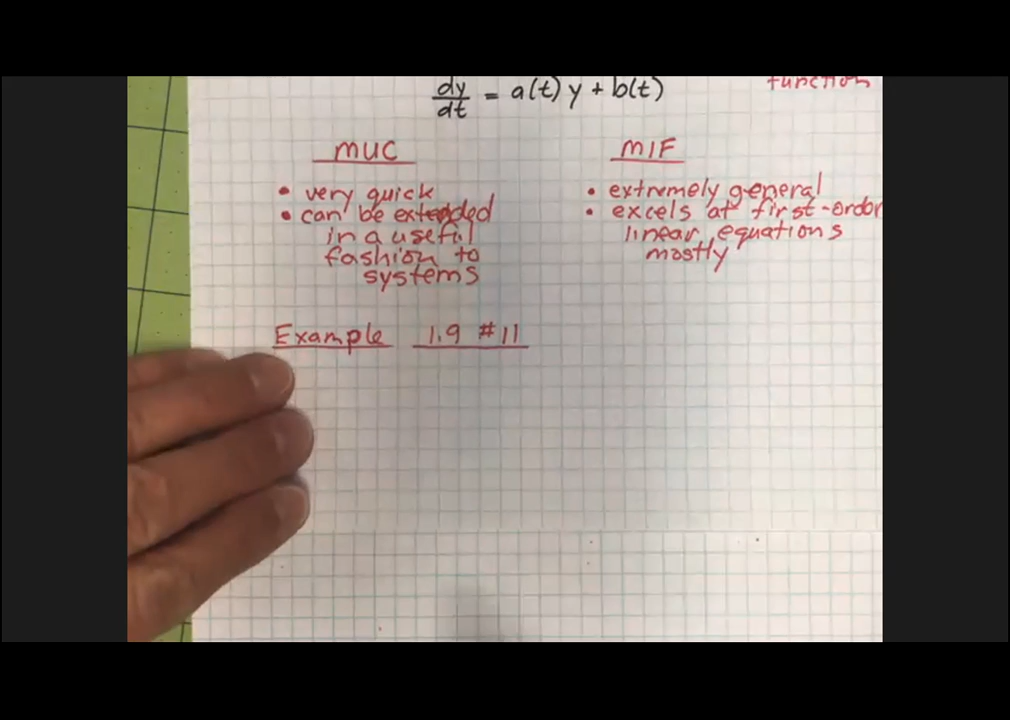 function
dy/dt = a(t) y + b(t)
MUC
MIF
• very quick
• can be extended
in a useful
fashion to
systems
• extremely general
• excels at first-order
linear equations
mostly
Example 1.9 #11